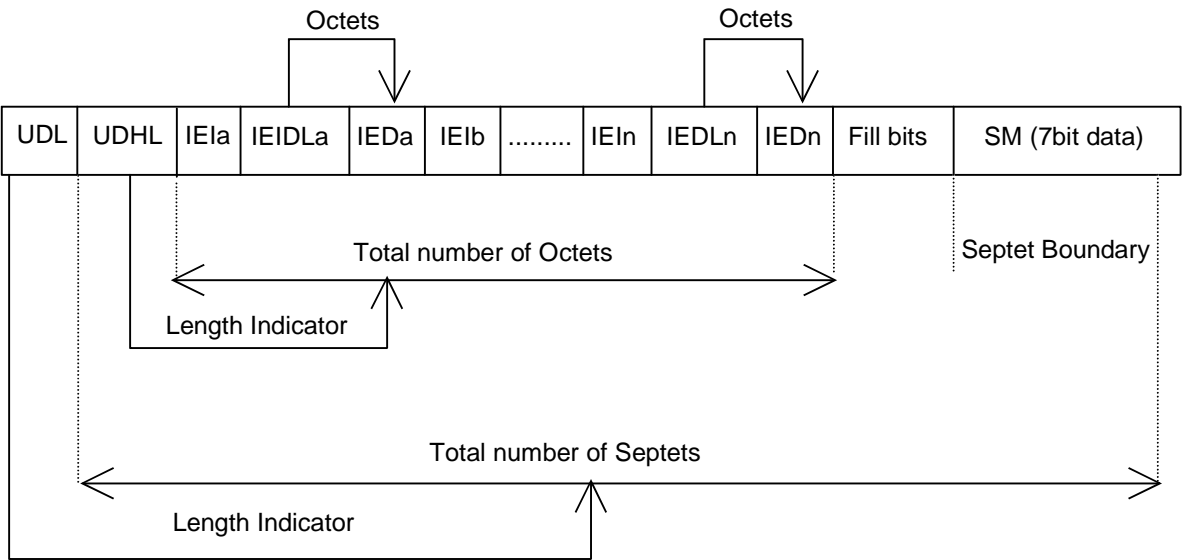 Octets Octets
UDL UDHL IEIa IEIDLa IEDa IEIb ......... IEIn IEDLn IEDn Fill bits SM (7bit data)
Total number of Octets
Septet Boundary
Length Indicator
Total number of Septets
Length Indicator